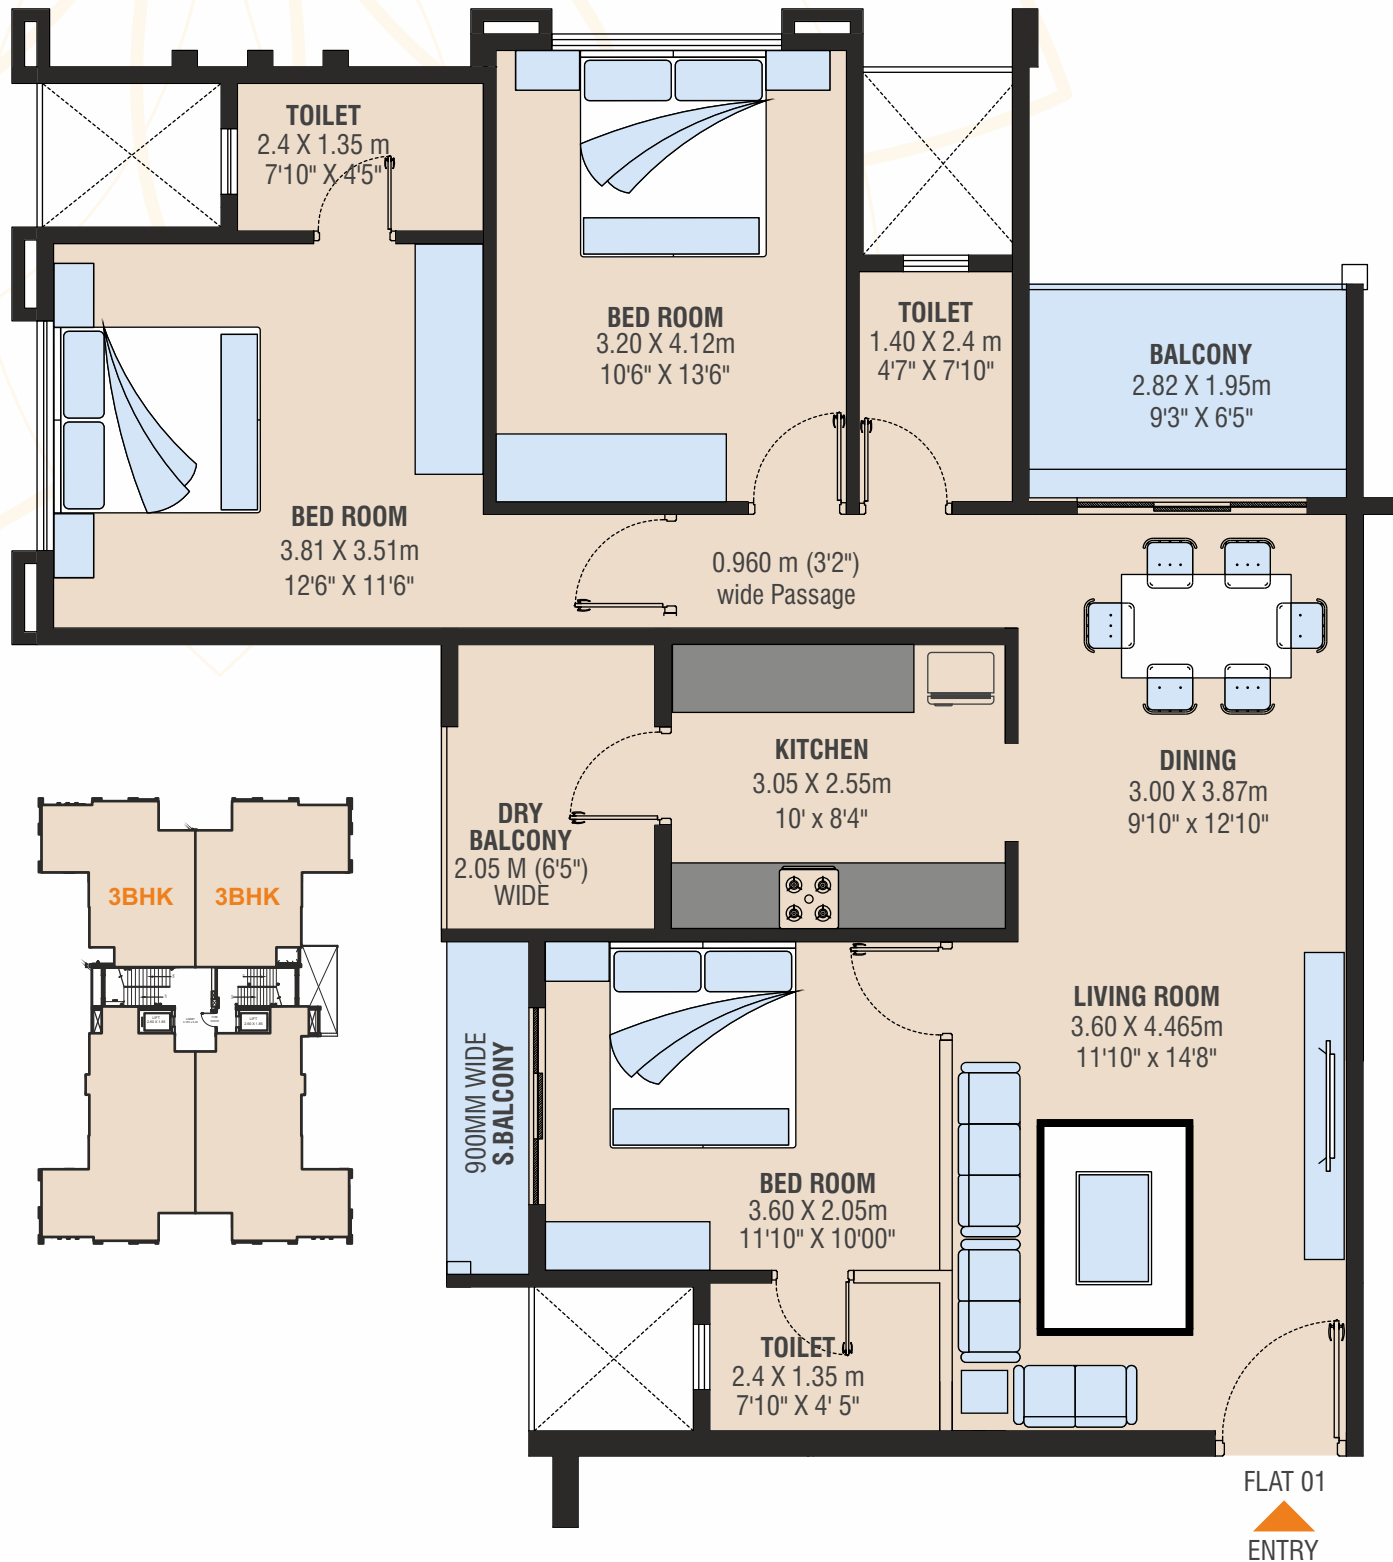 TOILET
2.4 X 1.35 m
7'10" X 4'5"
BED ROOM
3.20 X 4.12m
10'6" X 13'6"
TOILET
1.40 X 2.4 m
4'7" X 7'10"
BALCONY
2.82 X 1.95m
9'3" X 6'5"
BED ROOM
3.81 X 3.51m
12'6" X 11'6"
0.960 m (3'2")
wide Passage
KITCHEN
3.05 X 2.55m
10' x 8'4"
DINING
3.00 X 3.87m
9'10" x 12'10"
DRY
BALCONY
2.05 M (6'5")
WIDE
3BHK
3BHK
LIFT
LIFT
900MM WIDE
S.BALCONY
LIVING ROOM
3.60 X 4.465m
11'10" x 14'8"
BED ROOM
3.60 X 2.05m
11'10" X 10'00"
TOILET
2.4 X 1.35 m
7'10" X 4' 5"
FLAT 01
ENTRY